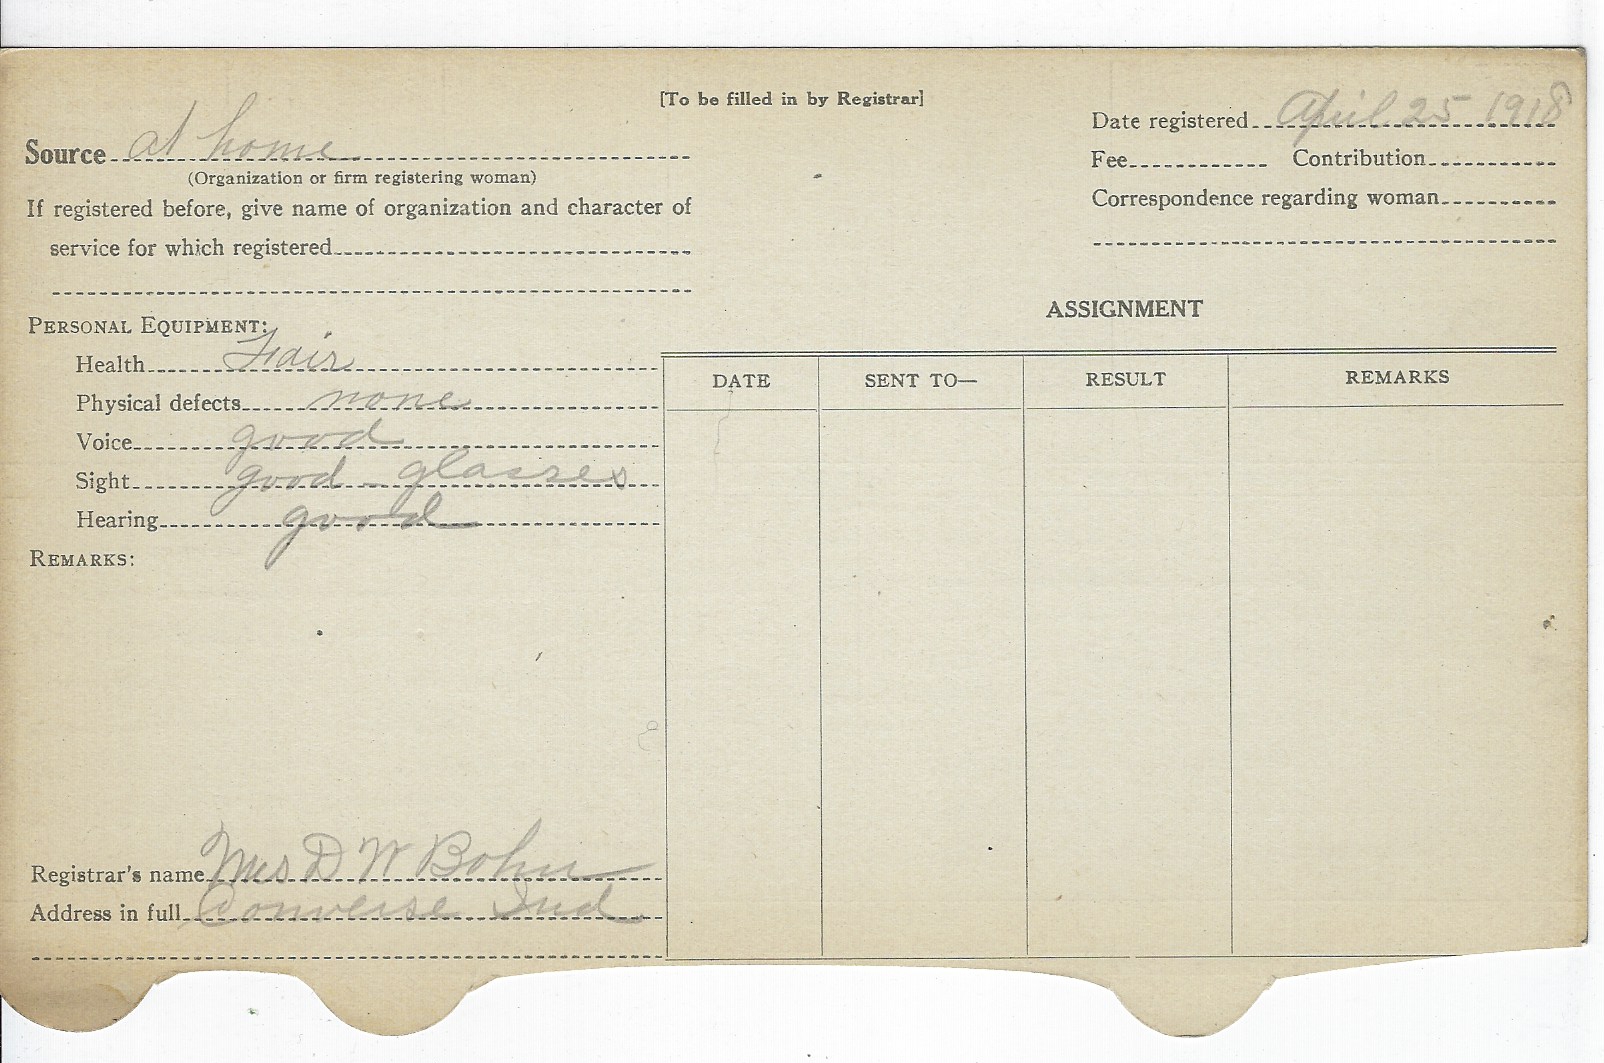 [To be filled in by Registrar]
Source at home
(Organization or firm registering woman)
If registered before, give name of organization and character of
service for which registered
Date registered April 25 1918
Fee Contribution
Correspondence regarding woman
PERSONAL EQUIPMENT:
Health Fair
Physical defects none
Voice good
Sight good - glasses
Hearing good
REMARKS:
Registrar's name Mrs D W Bohn
Address in full Converse Ind
ASSIGNMENT
DATE SENT TO— RESULT REMARKS